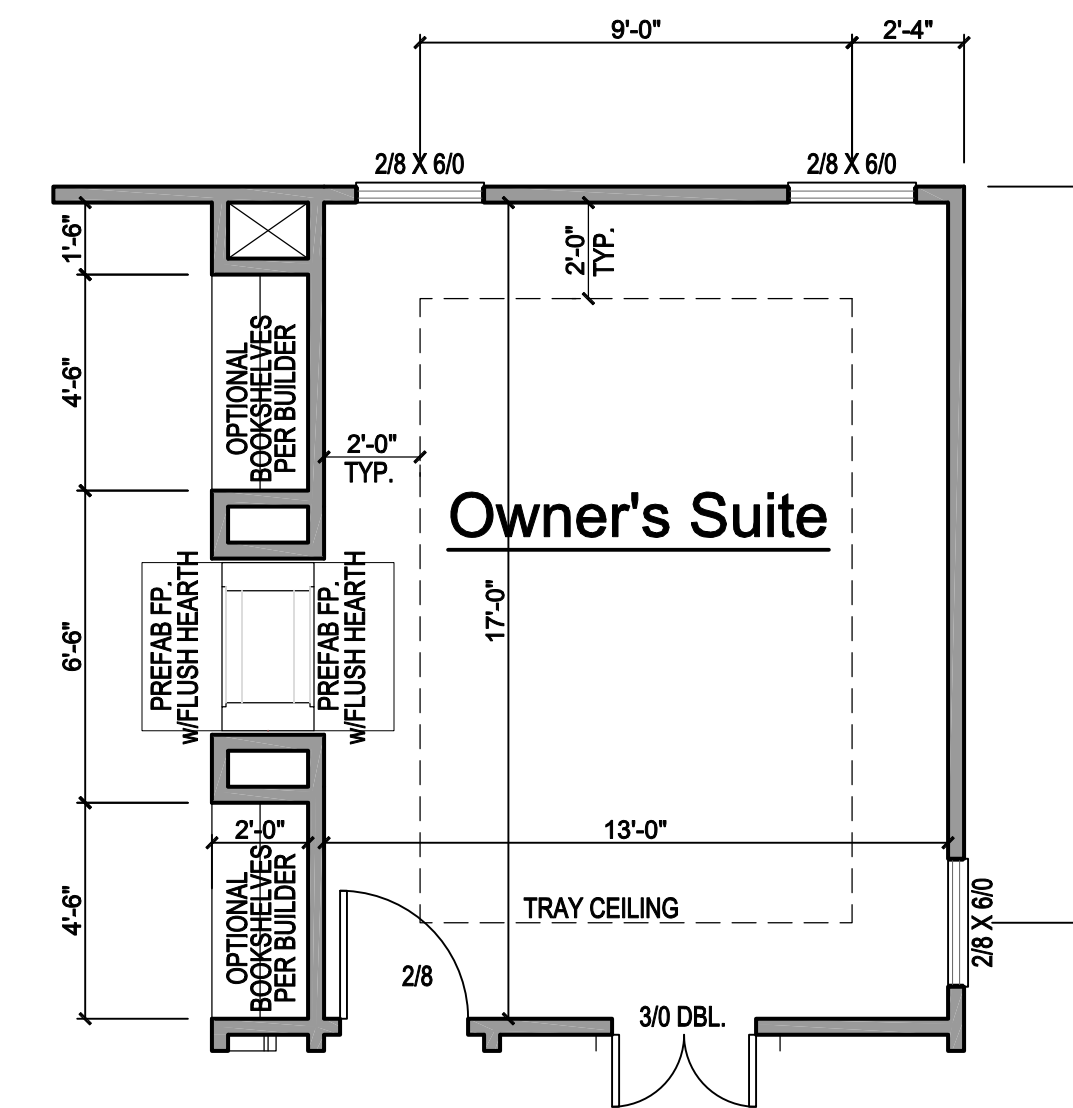 9'-0"
2'-4"
2/8 X 6/0
2/8 X 6/0
1'-6"
2'-0"
TYP.
4'-6"
OPTIONAL
BOOKSHELVES
PER BUILDER
2'-0"
TYP.
Owner's Suite
17'-0"
6'-6"
PREFAB FP.
w/FLUSH HEARTH
PREFAB FP.
w/FLUSH HEARTH
2'-0"
13'-0"
4'-6"
OPTIONAL
BOOKSHELVES
PER BUILDER
TRAY CEILING
2/8 X 6/0
2/8
3/0 DBL.